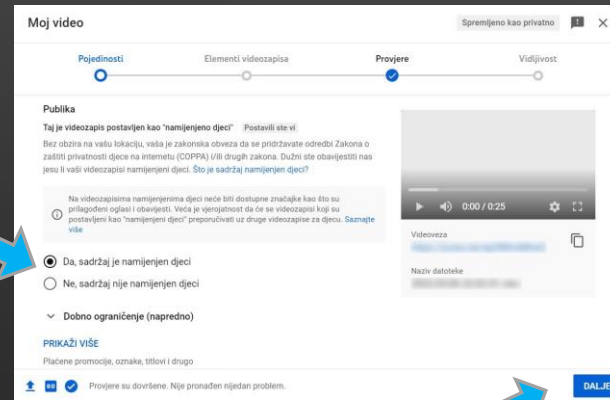 Moj video
Spremljeno kao privatno
Pojedinosti
Elementi videozapisa
Provjere
Vidljivost
Publika
Taj je videozapis postavljen kao "namijenjeno djeci" Postavili ste vi
Bez obzira na vašu lokaciju, vaša je zakonska obveza da se pridržavate odredbi Zakona o
zaštiti privatnosti djece na internetu (COPPA) i/ili drugih zakona. Dužni ste obavijestiti nas
jesu li vaši videozapisi namijenjeni djeci. Što je sadržaj namijenjen djeci?
Na videozapisima namijenjenima djeci neće biti dostupne značajke kao što su
prilagođeni oglasi i obavijesti. Veća je vjerojatnost da će se videozapisi koji su
postavljeni kao "namijenjeni djeci" preporučivati uz druge videozapise za djecu. Saznajte
više
Da, sadržaj je namijenjen djeci
Ne, sadržaj nije namijenjen djeci
Dobno ograničenje (napredno)
PRIKAŽI VIŠE
Plaćene promocije, oznake, titlovi i drugo
0:00 / 0:25
Videoveza
Naziv datoteke
Provjere su dovršene. Nije pronađen nijedan problem.
DALJE